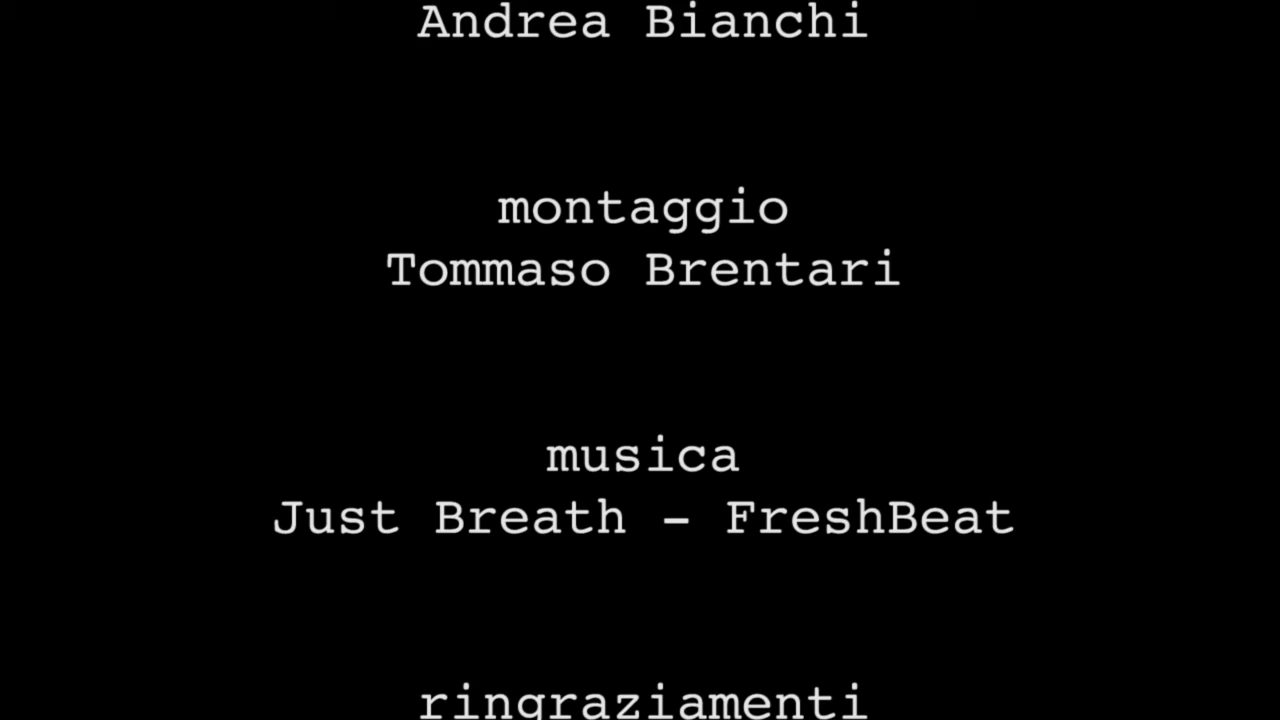 Andrea Bianchi
montaggio
Tommaso Brentari
musica
Just Breath - FreshBeat
ringraziamenti